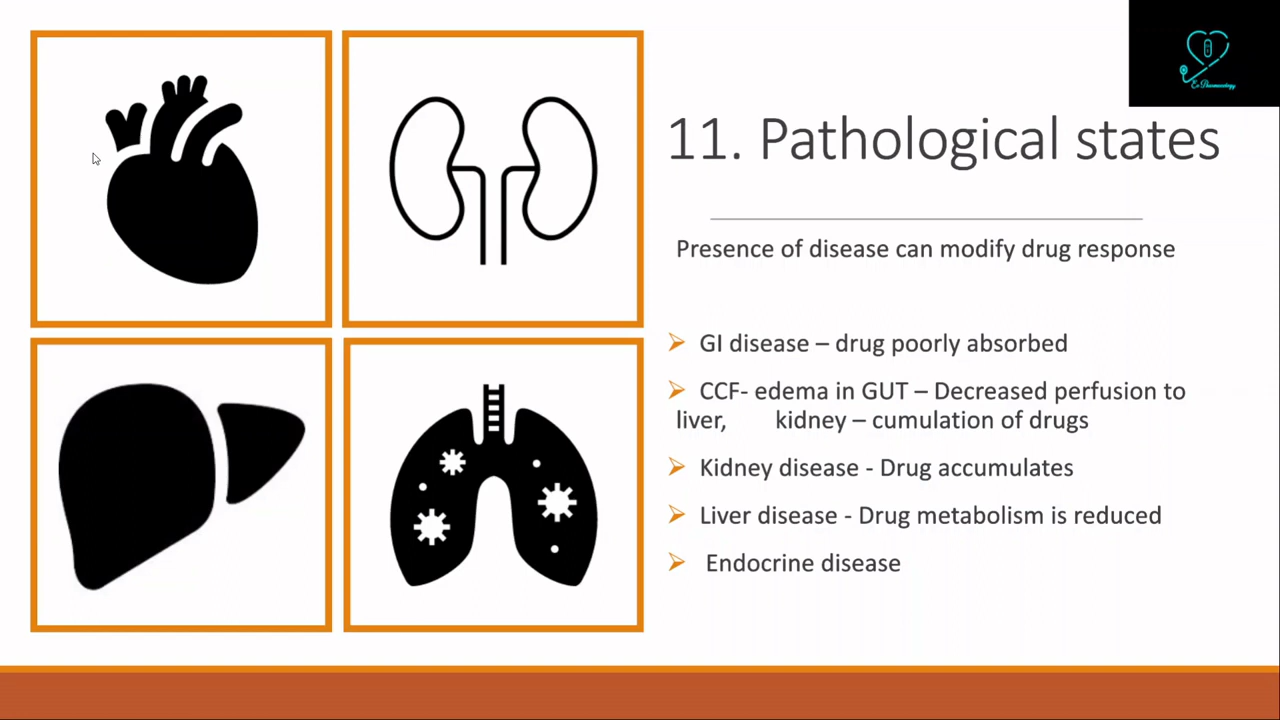 11. Pathological states
Presence of disease can modify drug response
GI disease – drug poorly absorbed
CCF- edema in GUT – Decreased perfusion to
liver, kidney – cumulation of drugs
Kidney disease - Drug accumulates
Liver disease - Drug metabolism is reduced
Endocrine disease